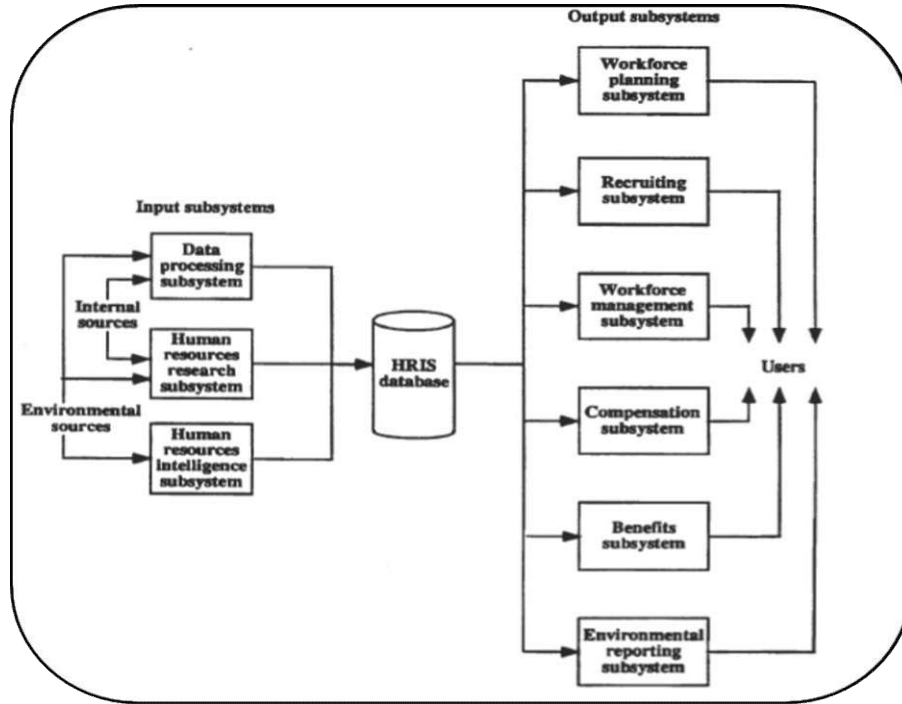 Output subsystems
Workforce
planning
subsystem
Recruiting
subsystem
Input subsystems
Data
processing
subsystem
Workforce
management
subsystem
Internal
sources
Human
resources
research
subsystem
HRIS
database
Users
Environmental
sources
Compensation
subsystem
Human
resources
intelligence
subsystem
Benefits
subsystem
Environmental
reporting
subsystem